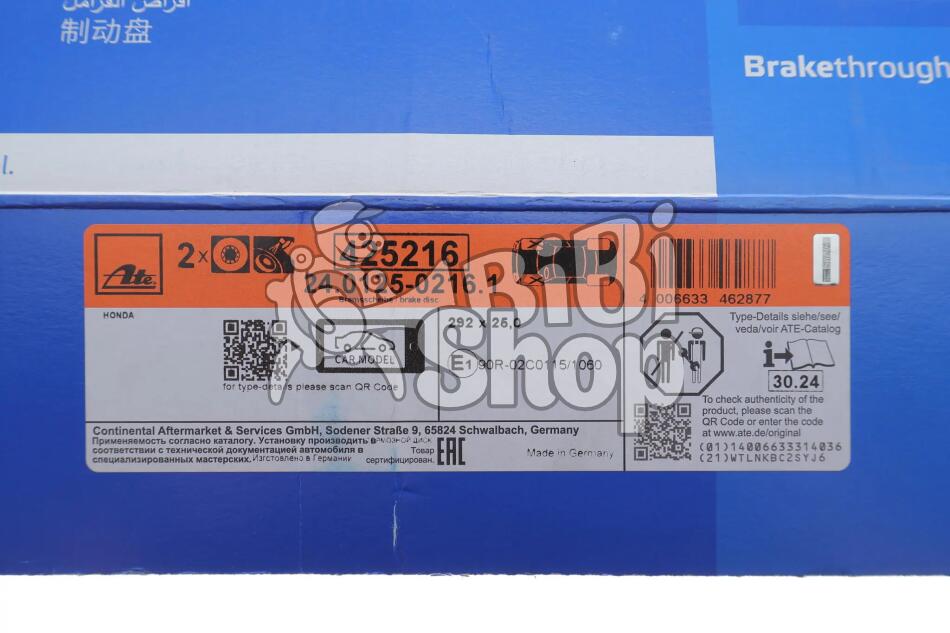 أقراص الفرامل
制动盘
Brakethrough
l.
Ate
2x
425216
24.0125-0216.1
Bremsscheibe / brake disc
4 006633 462877
HONDA
292 x 25,0
CAR MODEL
E1 90R-02C0115/1060
for type-details please scan QR Code
Type-Details siehe/see/
veda/voir ATE-Catalog
i
30.24
To check authenticity of the
product, please scan the
QR Code or enter the code
at www.ate.de/original
(01)14006633314036
(21)WTLNKBC2SYJ6
Continental Aftermarket & Services GmbH, Sodener Straße 9, 65824 Schwalbach, Germany
Применяемость согласно каталогу. Установку производить в
соответствии с технической документацией автомобиля в
специализированных мастерских. Изготовлено в Германии
Товар
сертифицирован.
EAC
Made in Germany
BIBI
Shop